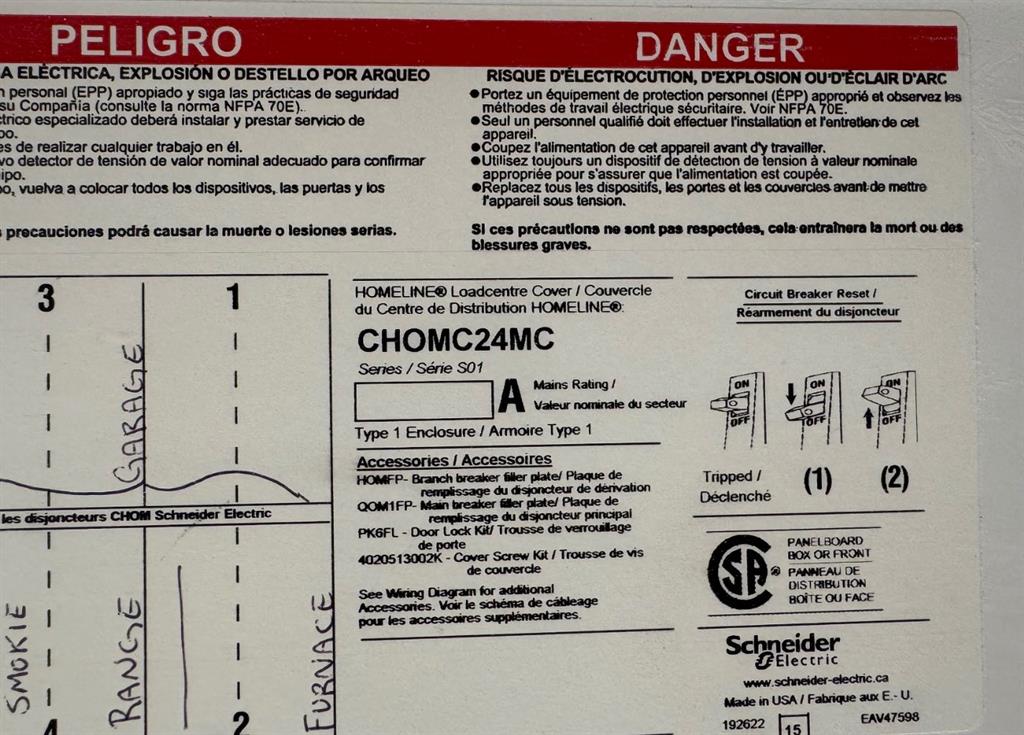 PELIGRO
A ELÉCTRICA, EXPLOSIÓN O DESTELLO POR ARQUEO
personal (EPP) apropiado y siga las prácticas de seguridad
su Compañia (consulte la norma NFPA 70E).
trico especializado deberá instalar y prestar servicio de
po.
es de realizar cualquier trabajo en él.
vo detector de tensión de valor nominal adecuado para confirmar
ipo.
o, vuelva a colocar todos los dispositivos, las puertas y los
precauciones podrá causar la muerte o lesiones serias.
DANGER
RISQUE D'ÉLECTROCUTION, D'EXPLOSION OU D'ÉCLAIR D'ARC
●Portez un équipement de protection personnel (ÉPP) approprié et observez les
méthodes de travail électrique sécuritaire. Voir NFPA 70E.
●Seul un personnel qualifié doit effectuer l'installation et l'entretien de cet
appareil.
●Coupez l'alimentation de cet appareil avant d'y travailler.
●Utilisez toujours un dispositif de détection de tension à valeur nominale
appropriée pour s'assurer que l'alimentation est coupée.
●Replacez tous les dispositifs, les portes et les couvercles avant de mettre
l'appareil sous tension.
Si ces précautions ne sont pas respectées, cela entraînera la mort ou des
blessures graves.
3
1
GARAGE
les disjoncteurs CHOM Schneider Electric
SMOKIE
RANGE
FURNACE
4
2
HOMELINE® Loadcentre Cover / Couvercle
du Centre de Distribution HOMELINE®:
CHOMC24MC
Series / Série S01
A
Mains Rating /
Valeur nominale du secteur
Type 1 Enclosure / Armoire Type 1
Accessories / Accessoires
HOMFP- Branch breaker filler plate/ Plaque de
remplissage du disjoncteur de dérivation
QOM1FP- Main breaker filler plate/ Plaque de
remplissage du disjoncteur principal
PK6FL - Door Lock Kit/ Trousse de verrouillage
de porte
4020513002K - Cover Screw Kit / Trousse de vis
de couvercle
See Wiring Diagram for additional
Accessories. Voir le schéma de câbleage
pour les accessoires supplémentaires.
Circuit Breaker Reset /
Réarmement du disjoncteur
ON
OFF
ON
OFF
ON
OFF
Tripped /
Déclenché
(1)
(2)
SA ®
PANELBOARD
BOX OR FRONT
PANNEAU DE
DISTRIBUTION
BOÎTE OU FACE
Schneider
Electric
www.schneider-electric.ca
Made in USA / Fabrique aux E.- U.
192622
15
EAV47598